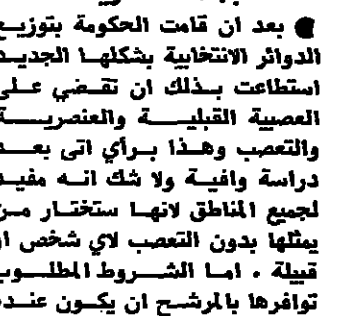 ● بعد ان قامت الحكومة بتوزيع
الدوائر الانتخابية بشكلها الجديد
استطاعت بذلك ان تقضي على
العصبية القبلية والعنصرية
والتعصب وهذا برأي اتى بعد
دراسة وافية ولا شك انه مفيد
لجميع المناطق لانها ستختار من
يمثلها بدون التعصب لاي شخص او
قبيلة ، اما الشروط المطلوب
توافرها بالمرشح ان يكون عنده